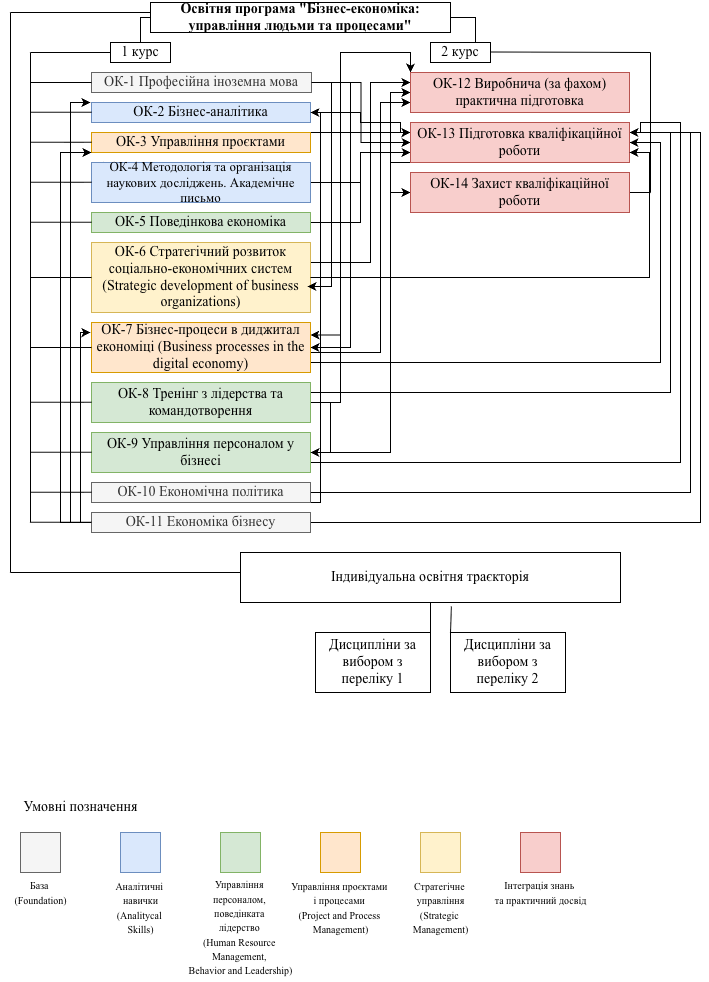 Освітня програма "Бізнес-економіка:
управління людьми та процесами"
1 курс
2 курс
ОК-1 Професійна іноземна мова
ОК-2 Бізнес-аналітика
ОК-3 Управління проєктами
ОК-4 Методологія та організація
наукових досліджень. Академічне
письмо
ОК-5 Поведінкова економіка
ОК-6 Стратегічний розвиток
соціально-економічних систем
(Strategic development of business
organizations)
ОК-7 Бізнес-процеси в диджитал
економіці (Business processes in the
digital economy)
ОК-8 Тренінг з лідерства та
командотворення
ОК-9 Управління персоналом у
бізнесі
ОК-10 Економічна політика
ОК-11 Економіка бізнесу
ОК-12 Виробнича (за фахом)
практична підготовка
ОК-13 Підготовка кваліфікаційної
роботи
ОК-14 Захист кваліфікаційної
роботи
Індивідуальна освітня траєкторія
Дисципліни за
вибором з
переліку 1
Дисципліни за
вибором з
переліку 2
Умовні позначення
База
(Foundation)
Аналітичні
навички
(Analitycal
Skills)
Управління
персоналом,
поведінката
лідерство
(Human Resource
Management,
Behavior and Leadership)
Управління проєктами
і процесами
(Project and Process
Management)
Стратегічне
управління
(Strategic
Management)
Інтеграція знань
та практичний досвід